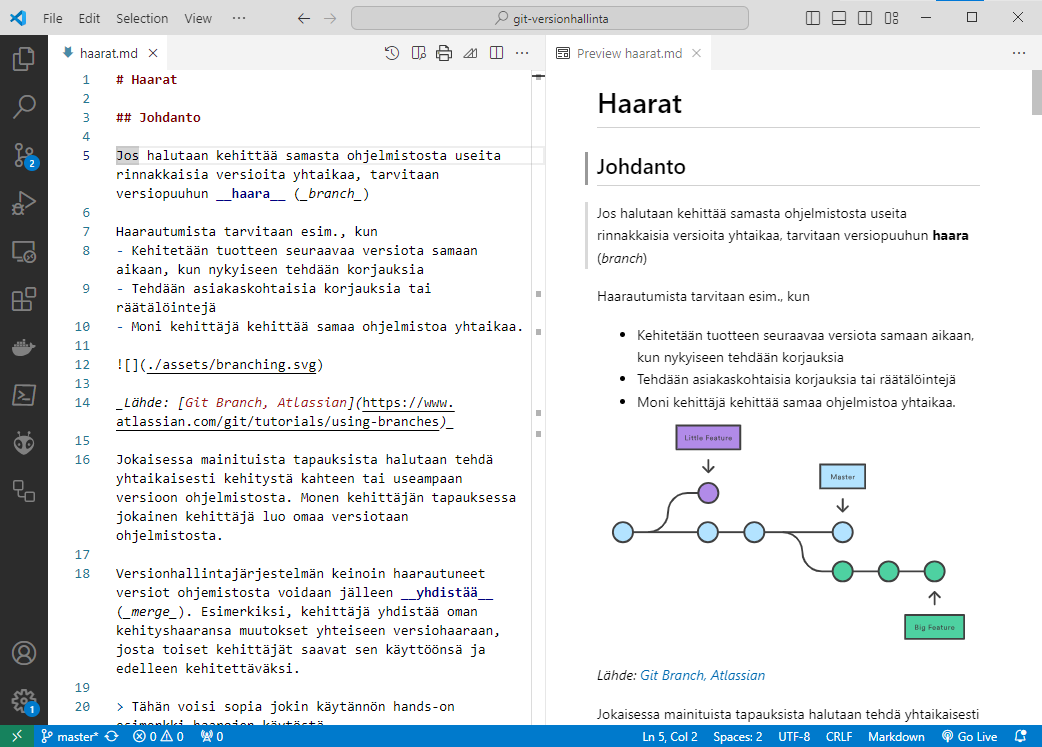 File Edit Selection View ··· git-versionhallinta
haarat.md
Preview haarat.md
1 # Haarat
2
3 ## Johdanto
4
5 Jos halutaan kehittää samasta ohjelmistosta useita
rinnakkaisia versioita yhtaikaa, tarvitaan
versiopuuhun __haara__ (_branch_)
6
7 Haarautumista tarvitaan esim., kun
8 - Kehitetään tuotteen seuraavaa versiota samaan
aikaan, kun nykyiseen tehdään korjauksia
9 - Tehdään asiakaskohtaisia korjauksia tai
räätälöintejä
10 - Moni kehittäjä kehittää samaa ohjelmistoa yhtaikaa.
11
12 ![](./assets/branching.svg)
13
14 _Lähde: [Git Branch, Atlassian](https://www.
atlassian.com/git/tutorials/using-branches)_
15
16 Jokaisessa mainituista tapauksista halutaan tehdä
yhtaikaisesti kehitystä kahteen tai useampaan
versioon ohjelmistosta. Monen kehittäjän tapauksessa
jokainen kehittäjä luo omaa versiotaan
ohjelmistosta.
17
18 Versionhallintajärjestelmän keinoin haarautuneet
versiot ohjemistosta voidaan jälleen __yhdistää__
(_merge_). Esimerkiksi, kehittäjä yhdistää oman
kehityshaaransa muutokset yhteiseen versiohaaraan,
josta toiset kehittäjät saavat sen käyttöönsä ja
edelleen kehitettäväksi.
19
20 > Tähän voisi sopia jokin käytännön hands-on
esimerkki haarojen käytöstä
Haarat
Johdanto
Jos halutaan kehittää samasta ohjelmistosta useita
rinnakkaisia versioita yhtaikaa, tarvitaan versiopuuhun haara
(branch)
Haarautumista tarvitaan esim., kun
• Kehitetään tuotteen seuraavaa versiota samaan aikaan,
kun nykyiseen tehdään korjauksia
• Tehdään asiakaskohtaisia korjauksia tai räätälöintejä
• Moni kehittäjä kehittää samaa ohjelmistoa yhtaikaa.
Little Feature
Master
Big Feature
Lähde: Git Branch, Atlassian
Jokaisessa mainituista tapauksista halutaan tehdä yhtaikaisesti
2
1
master* 0 0 0 Ln 5, Col 2 Spaces: 2 UTF-8 CRLF Markdown Go Live